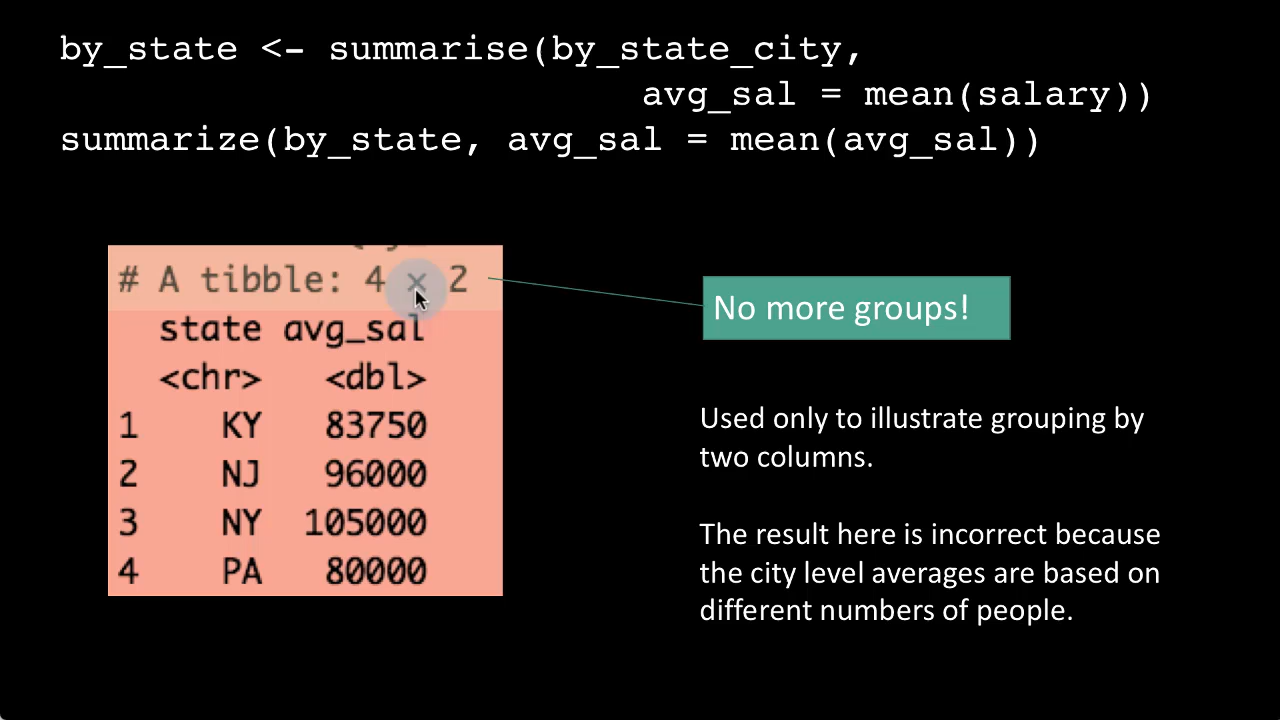 by_state <- summarise(by_state_city,
avg_sal = mean(salary))
summarize(by_state, avg_sal = mean(avg_sal))
# A tibble: 4 × 2
state avg_sal
<chr> <dbl>
1 KY 83750
2 NJ 96000
3 NY 105000
4 PA 80000
No more groups!
Used only to illustrate grouping by
two columns.
The result here is incorrect because
the city level averages are based on
different numbers of people.